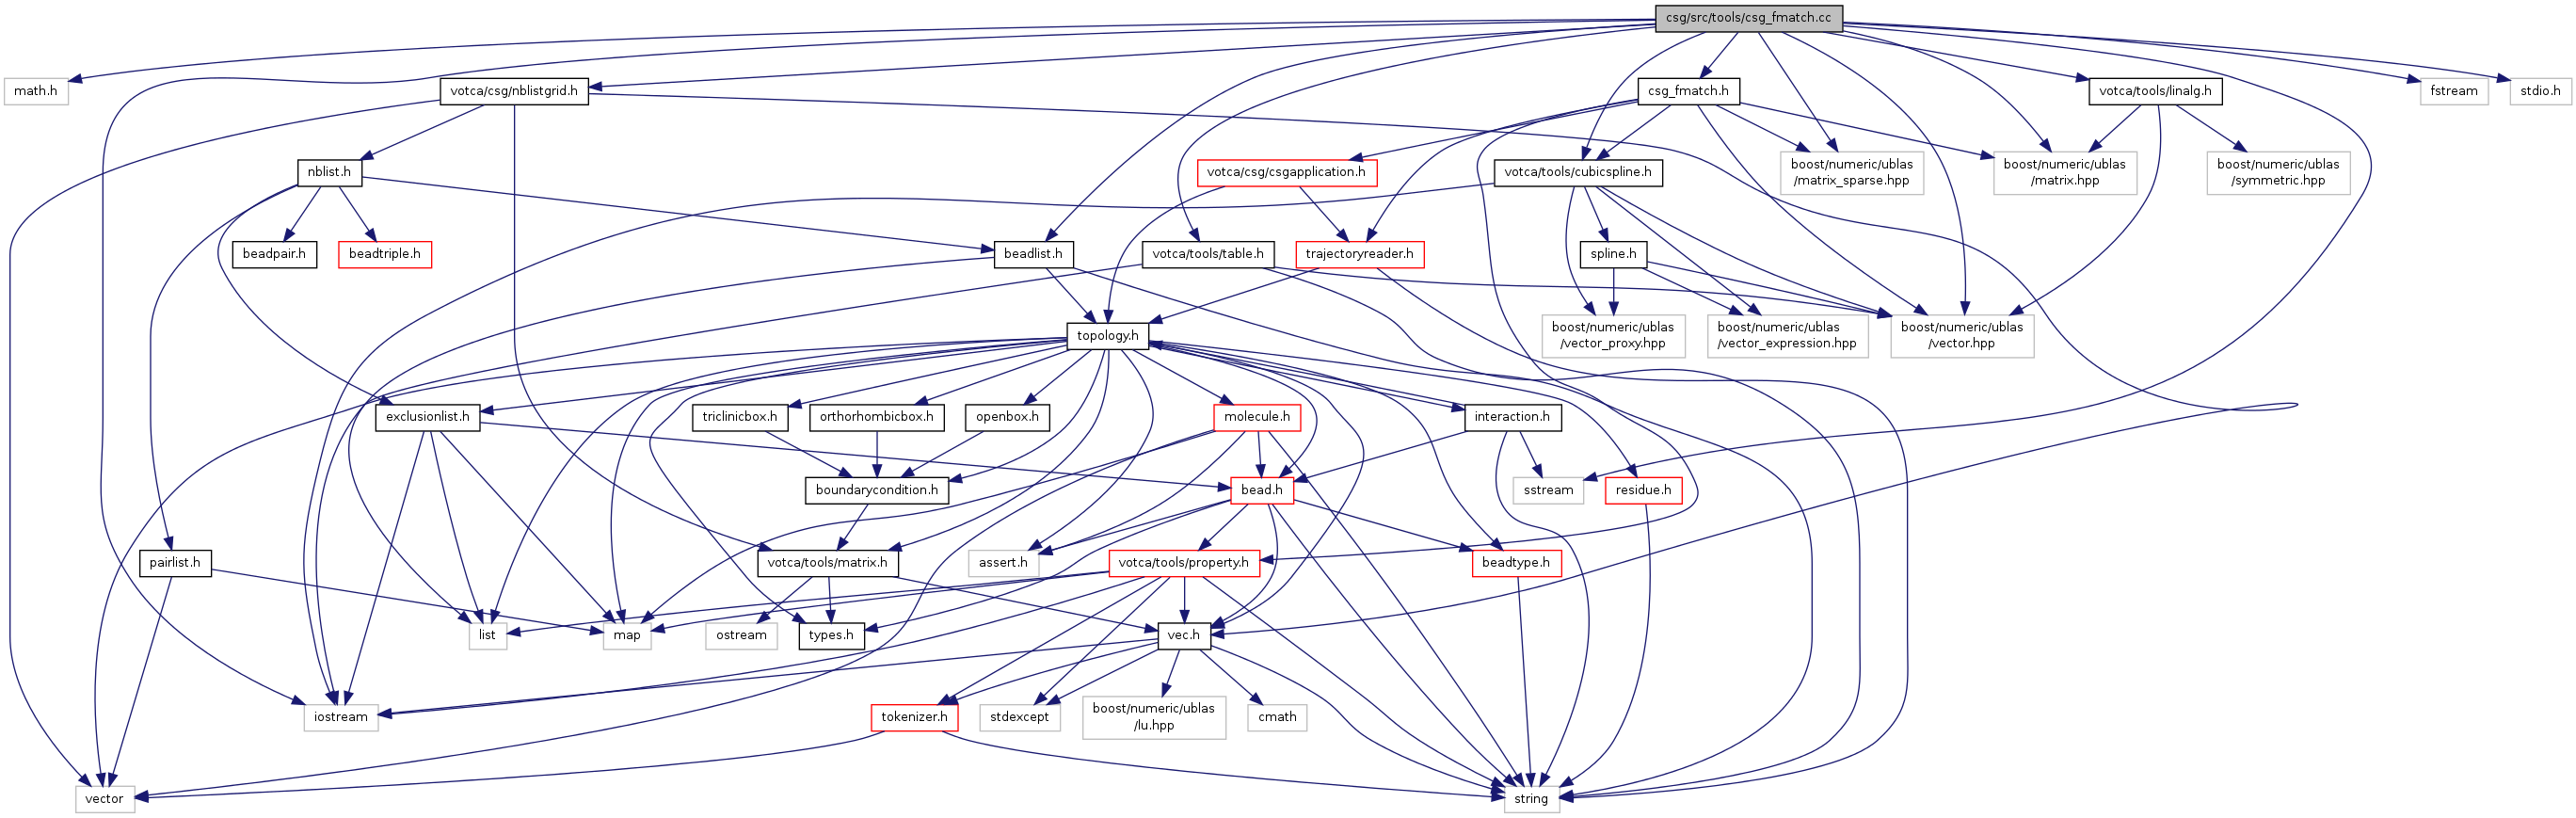 csg/src/tools/csg_fmatch.cc
math.h
votca/csg/nblistgrid.h
csg_fmatch.h
votca/tools/linalg.h
fstream
stdio.h
nblist.h
votca/csg/csgapplication.h
votca/tools/cubicspline.h
boost/numeric/ublas
/matrix_sparse.hpp
boost/numeric/ublas
/matrix.hpp
boost/numeric/ublas
/symmetric.hpp
beadpair.h
beadtriple.h
beadlist.h
votca/tools/table.h
trajectoryreader.h
spline.h
topology.h
boost/numeric/ublas
/vector_proxy.hpp
boost/numeric/ublas
/vector_expression.hpp
boost/numeric/ublas
/vector.hpp
exclusionlist.h
triclinicbox.h
orthorhombicbox.h
openbox.h
molecule.h
interaction.h
boundarycondition.h
bead.h
sstream
residue.h
pairlist.h
votca/tools/matrix.h
assert.h
votca/tools/property.h
beadtype.h
list
map
ostream
types.h
vec.h
iostream
tokenizer.h
stdexcept
boost/numeric/ublas
/lu.hpp
cmath
vector
string